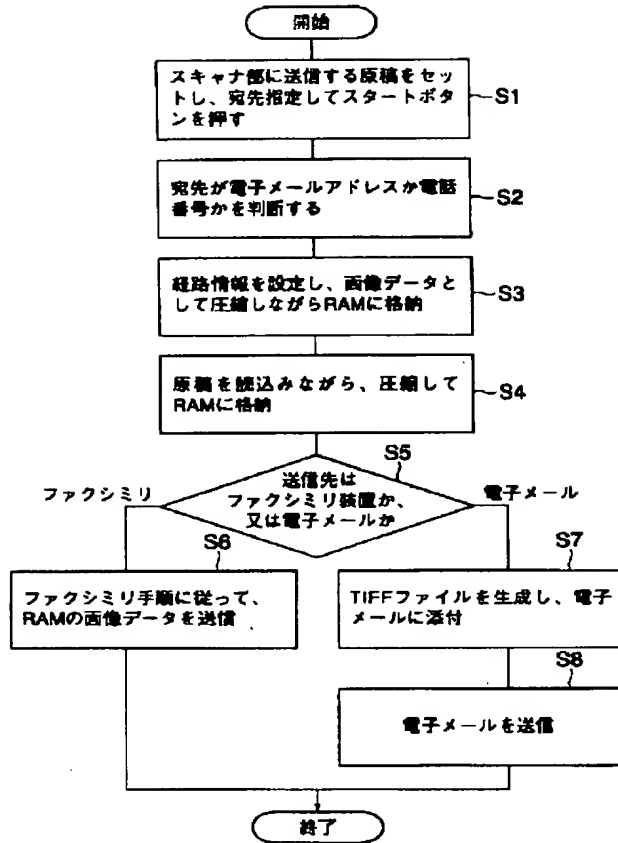 開始
スキャナ部に送信する原稿をセッ
トし、宛先指定してスタートボタ
ンを押す
S1
宛先が電子メールアドレスか電話
番号かを判断する
S2
経路情報を設定し、画像データと
して圧縮しながらRAMに格納
S3
原稿を読込みながら、圧縮して
RAMに格納
S4
S5
送信先は
ファクシミリ装置か、
又は電子メールか
ファクシミリ
電子メール
S6
ファクシミリ手順に従って、
RAMの画像データを送信
S7
TIFFファイルを生成し、電子
メールに添付
S8
電子メールを送信
終了